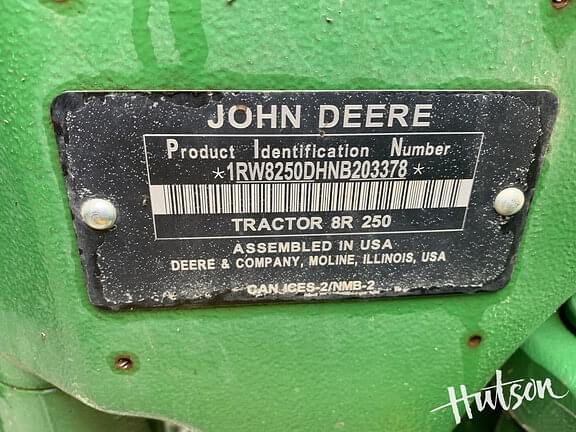 JOHN DEERE
Product Identification Number
*1RW8250DHNB203378*
TRACTOR 8R 250
ASSEMBLED IN USA
DEERE & COMPANY, MOLINE, ILLINOIS, USA
CAN ICES-2/NMB-2
Hutson